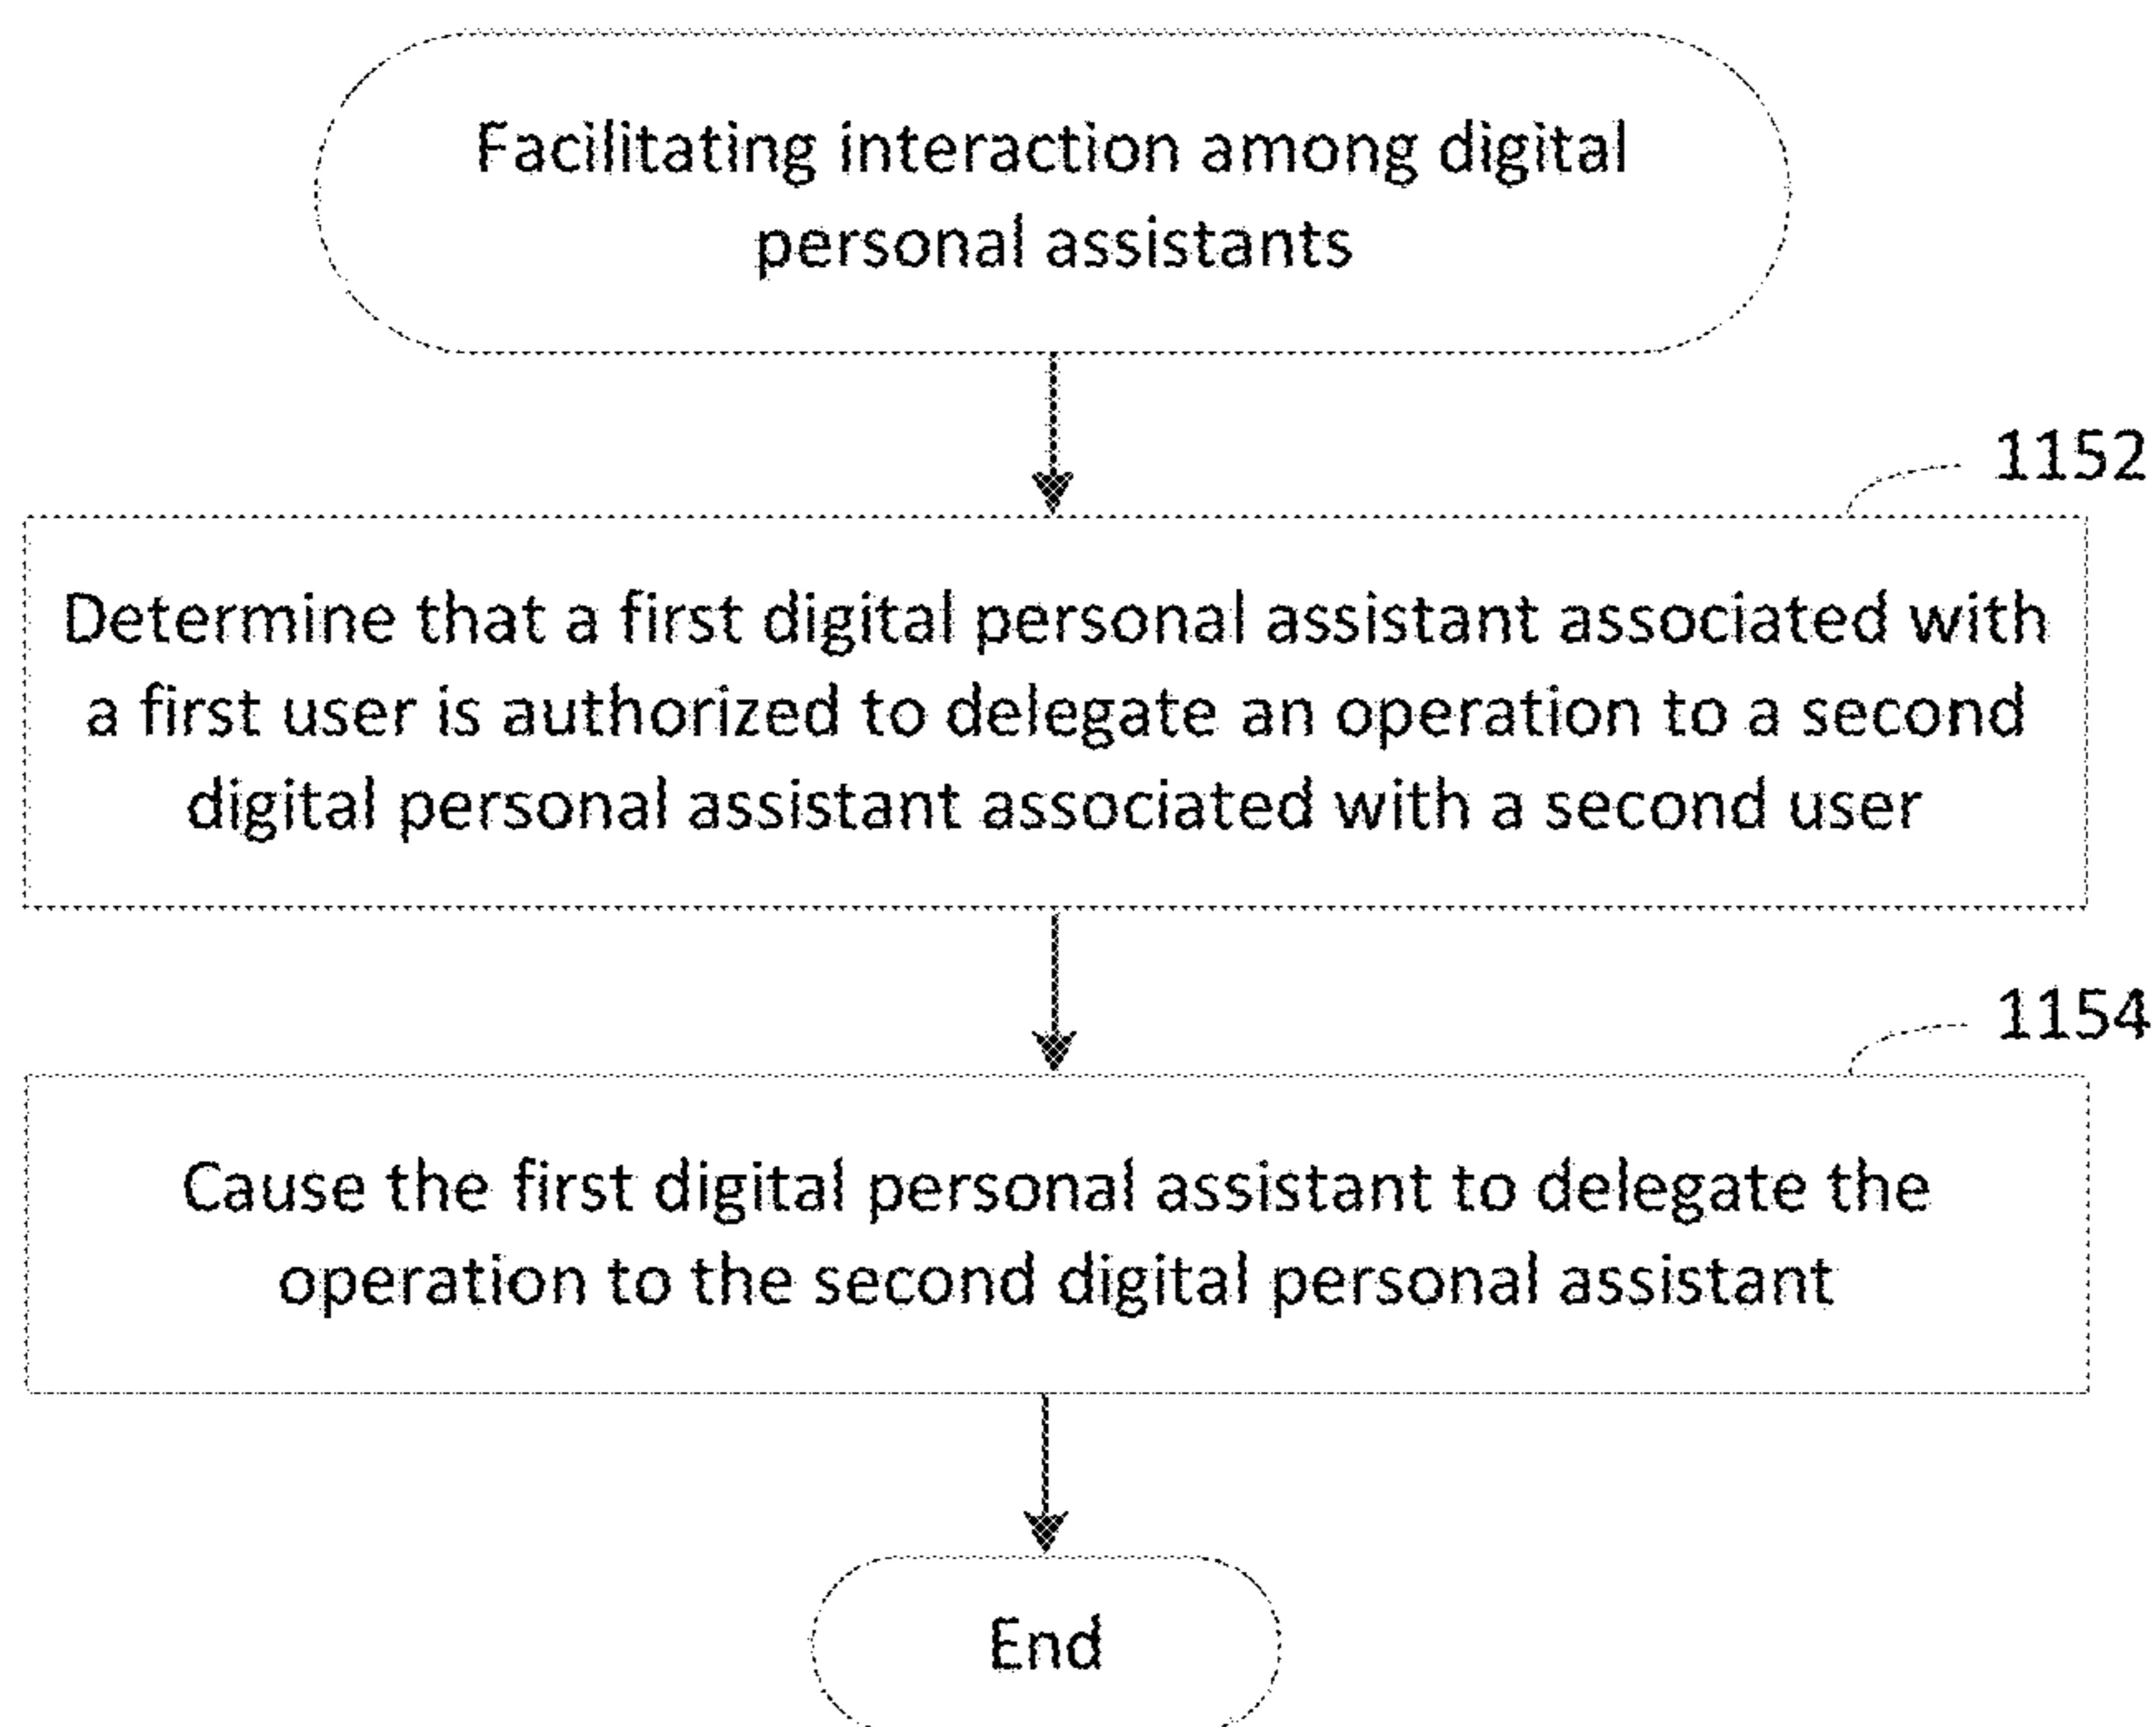 Facilitating interaction among digital
personal assistants
1152
Determine that a first digital personal assistant associated with
a first user is authorized to delegate an operation to a second
digital personal assistant associated with a second user
1154
Cause the first digital personal assistant to delegate the
operation to the second digital personal assistant
End